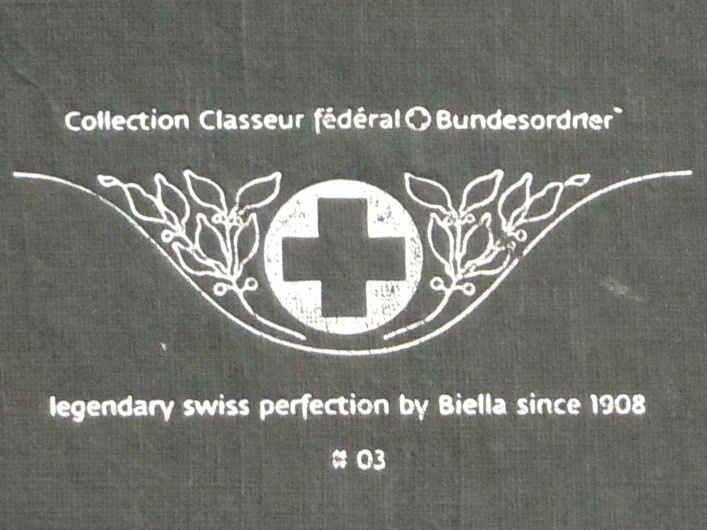 Collection Classeur fédéral Bundesordner
legendary swiss perfection by Biella since 1908
# 03